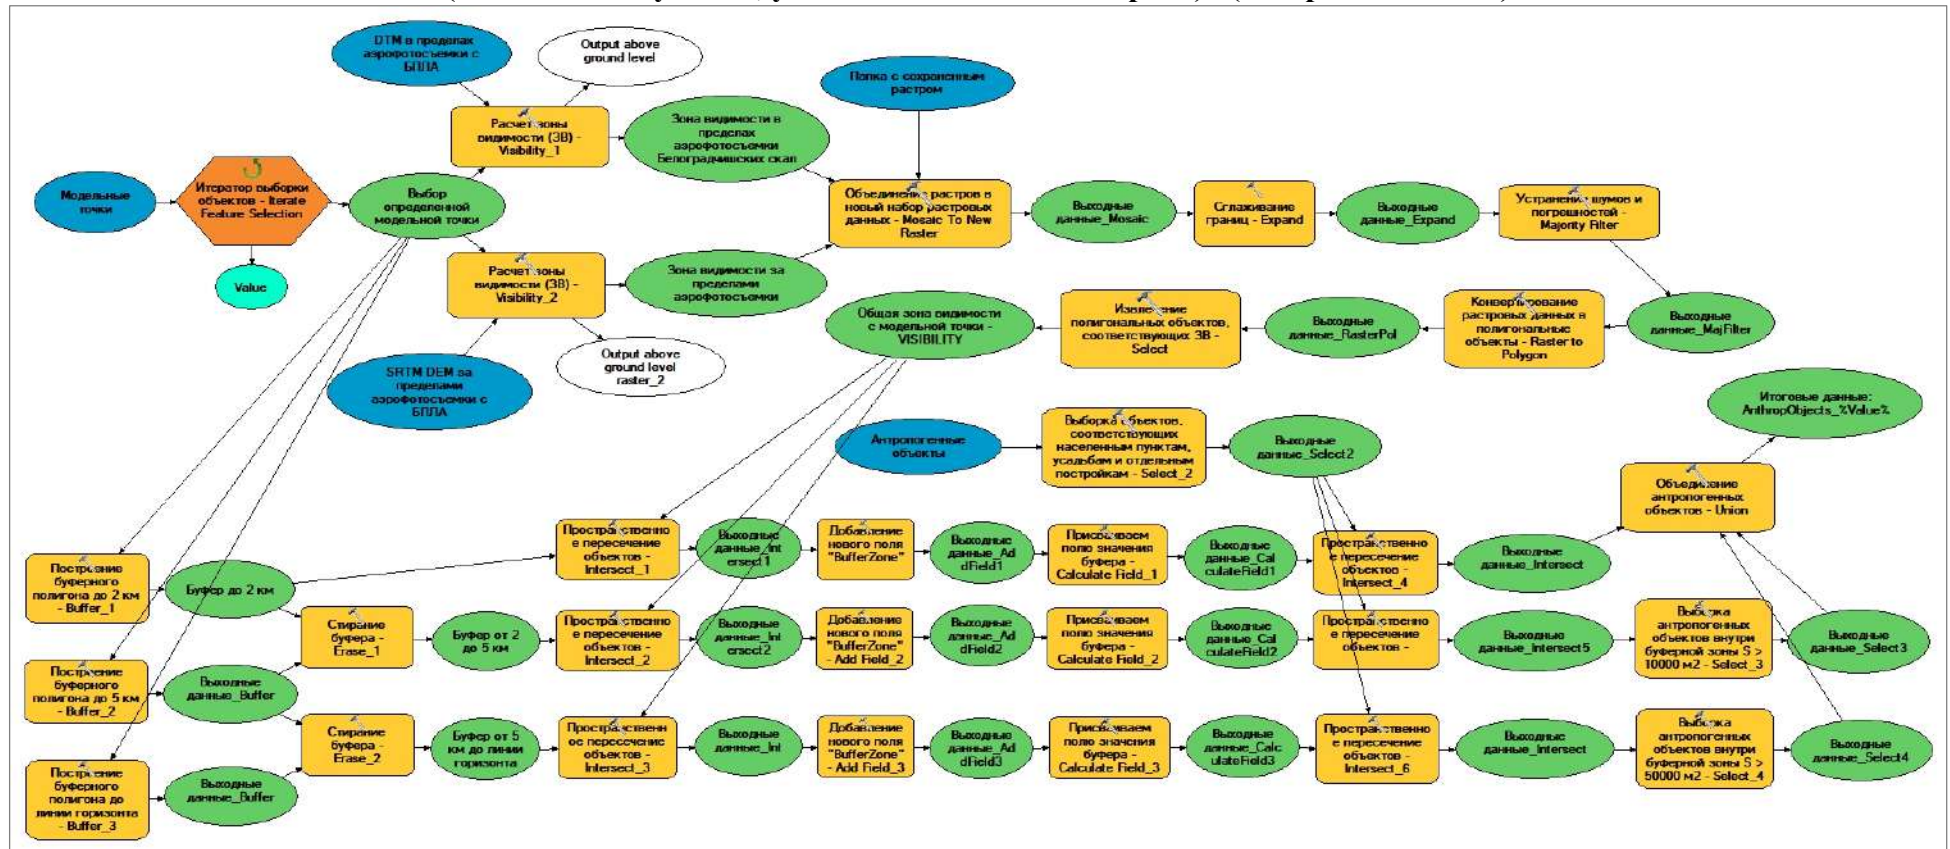 DTM в пределах
аэрофотосъемки с
БПЛА
Output above
ground level
Папка с сохраненным
растром
Расчет зоны
видимости (ЗВ) -
Visibility_1
Зона видимости в
пределах
аэрофотосъемки
Белоградчишских скал
Модельные
точки
Итератор выборки
объектов - Iterate
Feature Selection
Выбор
определенной
модельной точки
Объединение растров в
новый набор растровых
данных - Mosaic To New
Raster
Выходные
данные_Mosaic
Сглаживание
границ - Expand
Выходные
данные_Expand
Устранение шумов и
погрешностей -
Majority Filter
Value
Расчет зоны
видимости (ЗВ) -
Visibility_2
Зона видимости за
пределами
аэрофотосъемки
Общая зона видимости
с модельной точки -
VISIBILITY
Извлечение
полигональных объектов,
соответствующих ЗВ -
Select
Выходные
данные_RasterPol
Конвертирование
растровых данных в
полигональные
объекты - Raster to
Polygon
Выходные
данные_MajFilter
SRTM DEM за
пределами
аэрофотосъемки с
БПЛА
Output above
ground level
raster_2
Антропогенные
объекты
Выборка объектов,
соответствующих
населенным пунктам,
усадьбам и отдельным
постройкам - Select_2
Выходные
данные_Select2
Итоговые данные:
AnthropObjects_%Value%
Объединение
антропогенных
объектов - Union
Построение
буферного
полигона до 2 км
- Buffer_1
Буфер до 2 км
Пространственно
е пересечение
объектов -
Intersect_1
Выходные
данные_Int
ersect1
Добавление
нового поля
"BufferZone"
Выходные
данные_Ad
dField1
Присваиваем
полю значения
буфера -
Calculate Field_1
Выходные
данные_Cal
culateField1
Пространственно
е пересечение
объектов -
Intersect_4
Выходные
данные_Intersect
Стирание
буфера -
Erase_1
Буфер от 2
до 5 км
Пространственно
е пересечение
объектов -
Intersect_2
Выходные
данные_Int
ersect2
Добавление
нового поля
"BufferZone"
- Add Field_2
Выходные
данные_Ad
dField2
Присваиваем
полю значения
буфера -
Calculate Field_2
Выходные
данные_Cal
culateField2
Пространственно
е пересечение
объектов -
Выходные
данные_Intersect5
Выборка
антропогенных
объектов внутри
буферной зоны S >
10000 м2 - Select_3
Выходные
данные_Select3
Построение
буферного
полигона до 5 км
- Buffer_2
Выходные
данные_Buffer
Стирание
буфера -
Erase_2
Буфер от 5
км до линии
горизонта
Пространственн
ое пересечение
объектов -
Intersect_3
Выходные
данные_Int
Добавление
нового поля
"BufferZone"
- Add Field_3
Выходные
данные_Ad
dField3
Присваиваем
полю значения
буфера -
Calculate Field_3
Выходные
данные_Calc
ulateField3
Пространственно
е пересечение
объектов -
Intersect_6
Выходные
данные_Intersect
Выборка
антропогенных
объектов внутри
буферной зоны S >
50000 м2 - Select_4
Выходные
данные_Select4
Построение
буферного
полигона до
линии горизонта
- Buffer_3
Выходные
данные_Buffer